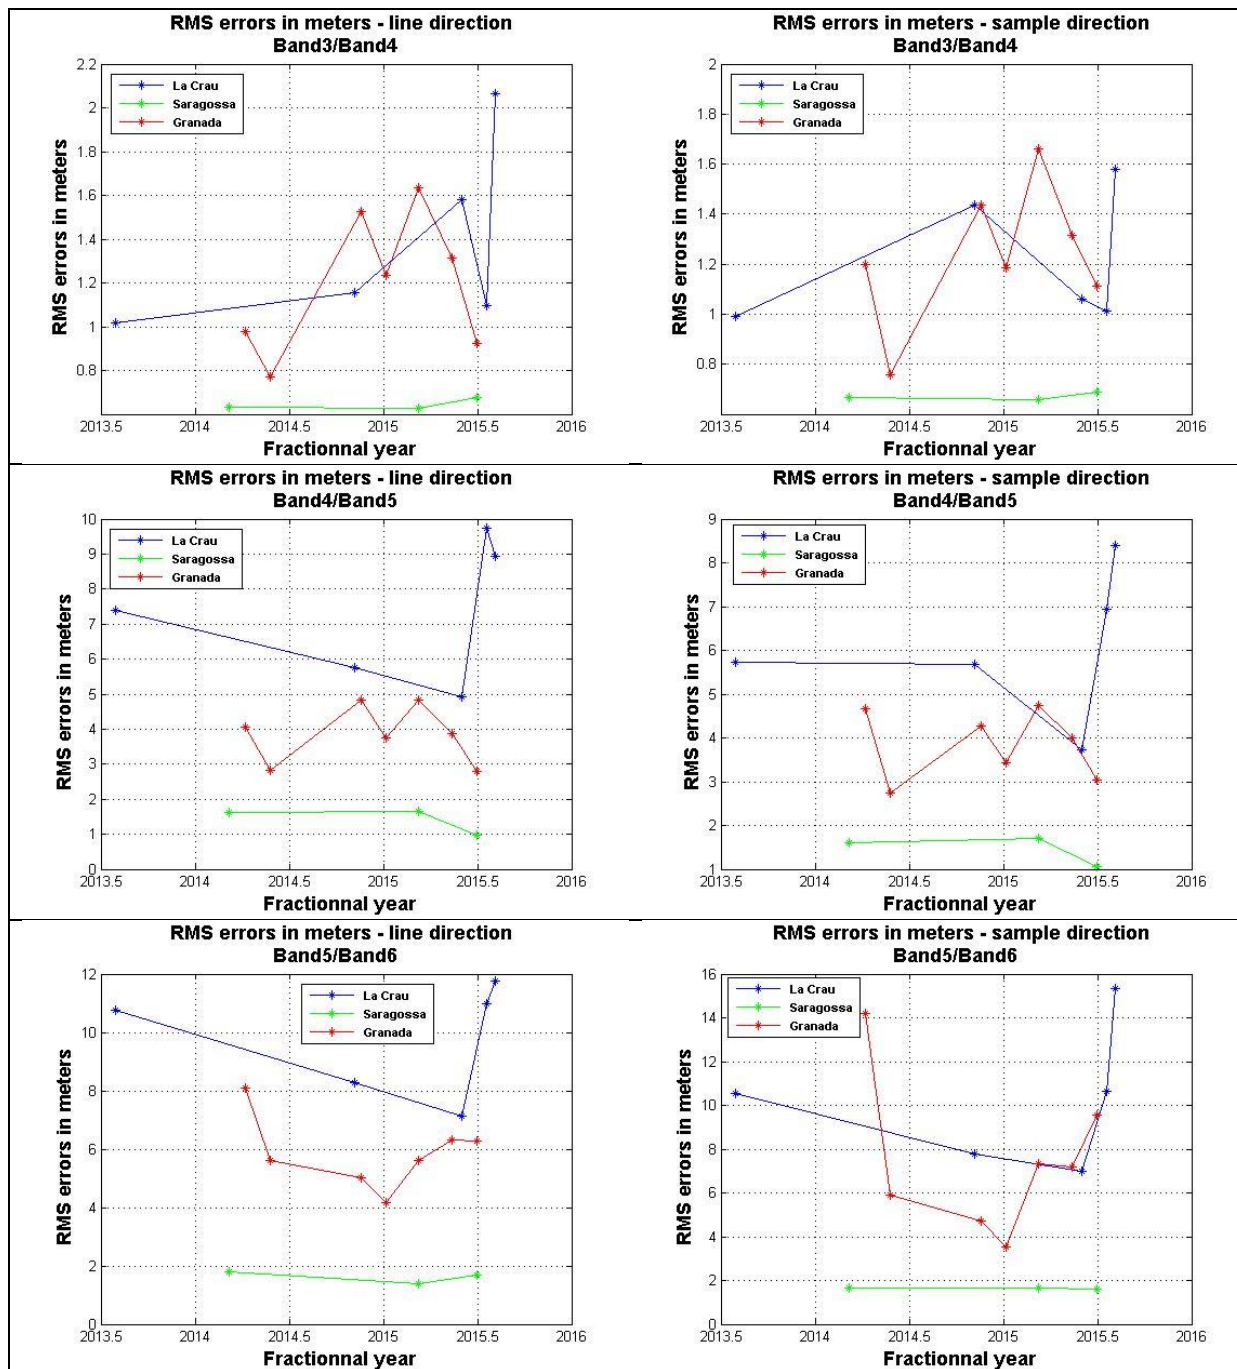 RMS errors in meters - line direction
Band3/Band4
2.2
2
1.8
1.6
1.4
1.2
1
0.8
RMS errors in meters
La Crau
Saragossa
Granada
2013.5 2014 2014.5 2015 2015.5 2016
Fractionnal year
RMS errors in meters - sample direction
Band3/Band4
2
1.8
1.6
1.4
1.2
1
0.8
RMS errors in meters
La Crau
Saragossa
Granada
2013.5 2014 2014.5 2015 2015.5 2016
Fractionnal year
RMS errors in meters - line direction
Band4/Band5
10
9
8
7
6
5
4
3
2
1
0
RMS errors in meters
La Crau
Saragossa
Granada
2013.5 2014 2014.5 2015 2015.5 2016
Fractionnal year
RMS errors in meters - sample direction
Band4/Band5
9
8
7
6
5
4
3
2
1
RMS errors in meters
La Crau
Saragossa
Granada
2013.5 2014 2014.5 2015 2015.5 2016
Fractionnal year
RMS errors in meters - line direction
Band5/Band6
12
10
8
6
4
2
0
RMS errors in meters
La Crau
Saragossa
Granada
2013.5 2014 2014.5 2015 2015.5 2016
Fractionnal year
RMS errors in meters - sample direction
Band5/Band6
16
14
12
10
8
6
4
2
0
RMS errors in meters
La Crau
Saragossa
Granada
2013.5 2014 2014.5 2015 2015.5 2016
Fractionnal year